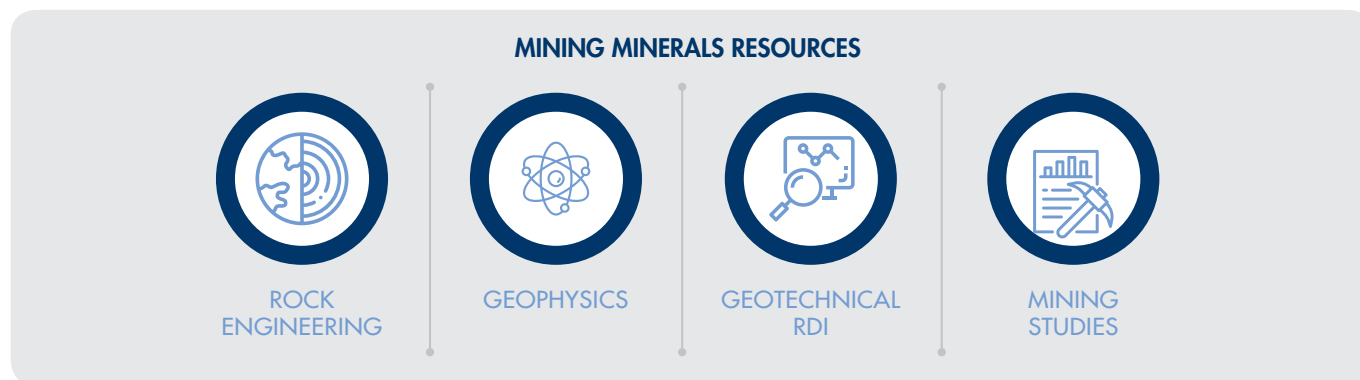 MINING MINERALS RESOURCES
ROCK
ENGINEERING
GEOPHYSICS
GEOTECHNICAL
RDI
MINING
STUDIES